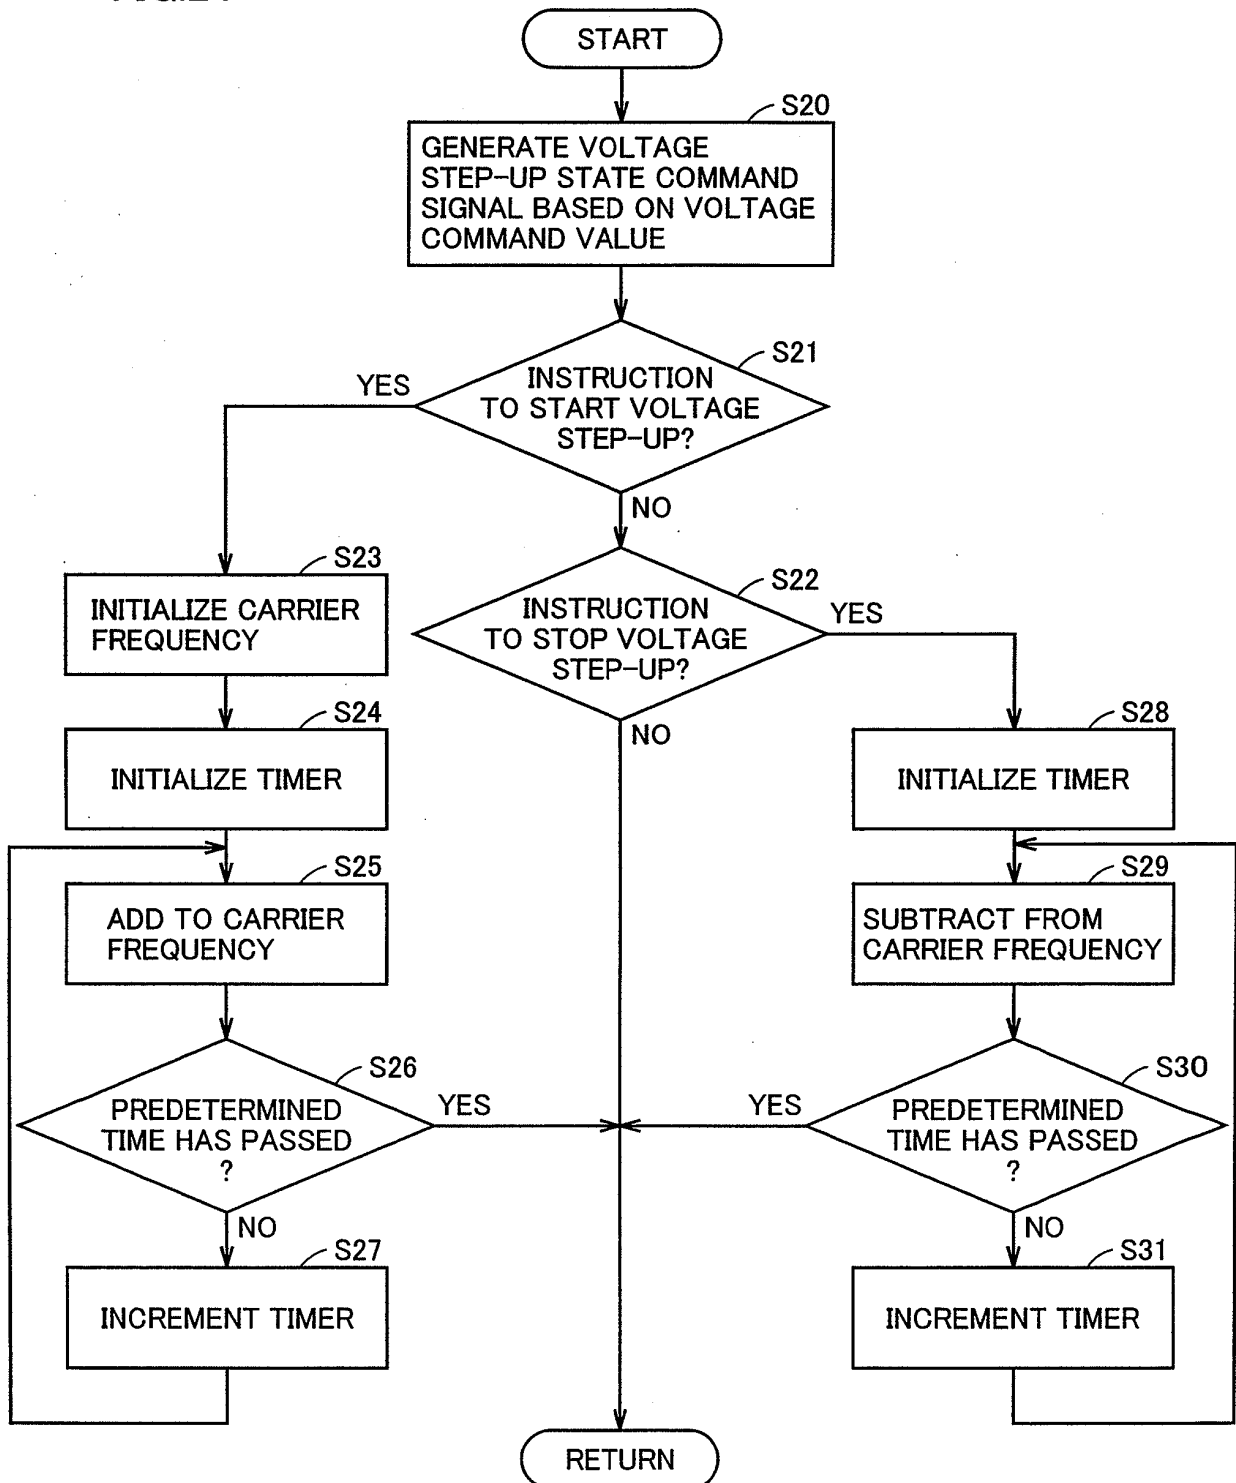 START
S20
GENERATE VOLTAGE
STEP-UP STATE COMMAND
SIGNAL BASED ON VOLTAGE
COMMAND VALUE
S21
INSTRUCTION
TO START VOLTAGE
STEP-UP?
YES
NO
S22
INSTRUCTION
TO STOP VOLTAGE
STEP-UP?
YES
NO
S23
INITIALIZE CARRIER
FREQUENCY
S24
INITIALIZE TIMER
S25
ADD TO CARRIER
FREQUENCY
S26
PREDETERMINED
TIME HAS PASSED
?
YES
NO
S27
INCREMENT TIMER
S28
INITIALIZE TIMER
S29
SUBTRACT FROM
CARRIER FREQUENCY
S30
PREDETERMINED
TIME HAS PASSED
?
YES
NO
S31
INCREMENT TIMER
RETURN